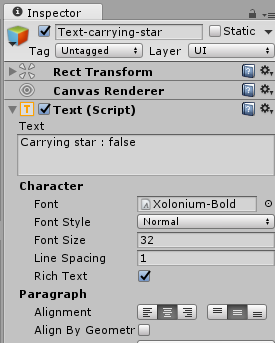 Inspector
Text-carrying-star Static
Tag Untagged Layer UI
Rect Transform
Canvas Renderer
T Text (Script)
Text
Carrying star : false
Character
Font A Xolonium-Bold
Font Style Normal
Font Size 32
Line Spacing 1
Rich Text
Paragraph
Alignment
Align By Geometr